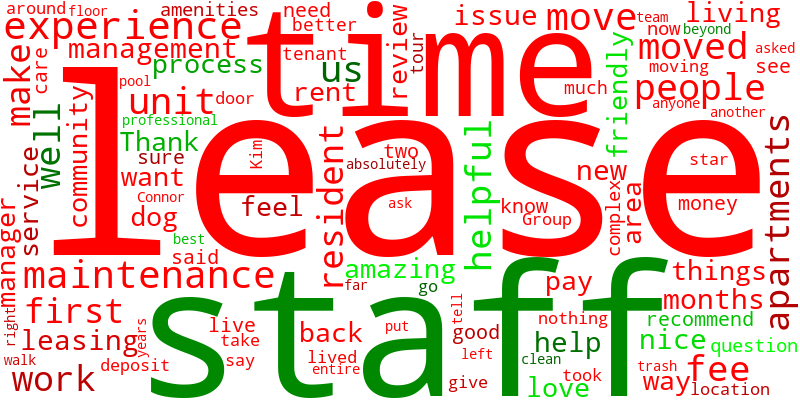 around
floor
amenities
need
better
tenant
review
tour
issue
move
team
now
beyond
living
experience
management
process
time
us
rent
make
care
pool
unit
door
much
friendly
moved
moving
asked
see
people
anyone
another
well
community
professional
Thank
sure
want
dog
Connor
Kim
feel
lease
resident
two
absolutely
ask
helpful
know
Group
new
complex
area
star
money
apartments
service
manager
best
said
maintenance
amazing
far
go
pay
things
months
first
right
leasing
years
live
take
say
staff
back
lived
entire
put
tell
good
left
nothing
help
clean
recommend
nice
question
walk
work
deposit
give
love
took
way
trash
fee
location